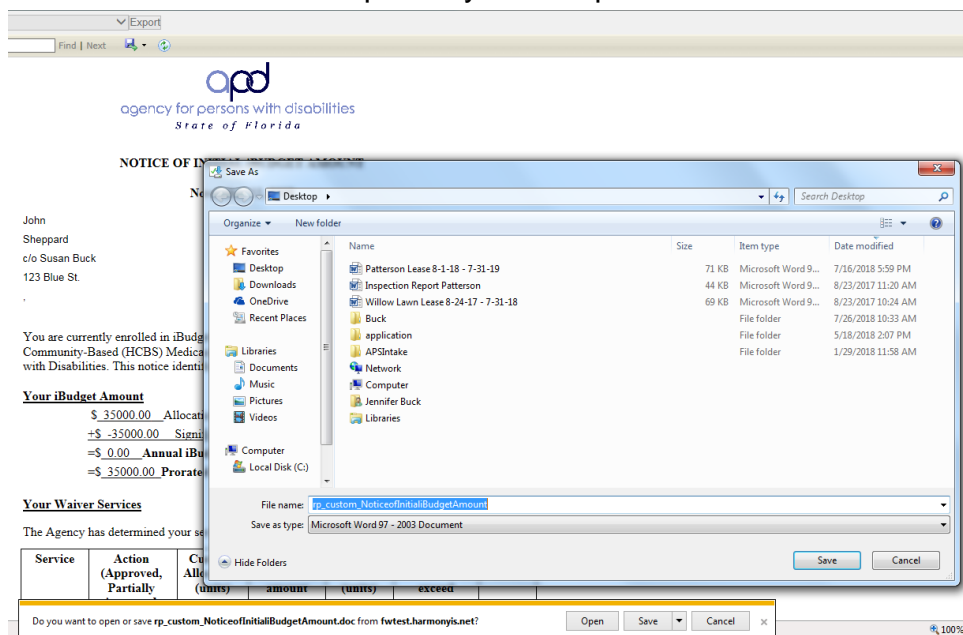 Export
Find | Next
apd
agency for persons with disabilities
State of Florida
NOTICE OF INITIAL IBUDGET AMOUNT
John
Sheppard
c/o Susan Buck
123 Blue St.
,
You are currently enrolled in iBudg
Community-Based (HCBS) Medica
with Disabilities. This notice identi
Your iBudget Amount
$ 35000.00 Allocati
+$ -35000.00 Signi
=$ 0.00 Annual iBu
=$ 35000.00 Prorate
Your Waiver Services
The Agency has determined your se
Service Action Cu
(Approved, Allo
Partially (units) amount (units) exceed
Save As
Desktop
Search Desktop
Organize New folder
Favorites
Desktop
Downloads
OneDrive
Recent Places
Libraries
Documents
Music
Pictures
Videos
Computer
Local Disk (C:)
Name Size Item type Date modified
Patterson Lease 8-1-18 - 7-31-19 71 KB Microsoft Word 9... 7/16/2018 5:59 PM
Inspection Report Patterson 44 KB Microsoft Word 9... 8/23/2017 11:20 AM
Willow Lawn Lease 8-24-17 - 7-31-18 69 KB Microsoft Word 9... 8/23/2017 10:24 AM
Buck File folder 7/26/2018 10:33 AM
application File folder 5/18/2018 2:07 PM
APSIntake File folder 1/29/2018 11:58 AM
Network
Computer
Jennifer Buck
Libraries
File name: rp_custom_NoticeofInitialiBudgetAmount
Save as type: Microsoft Word 97 - 2003 Document
Hide Folders Save Cancel
Do you want to open or save rp_custom_NoticeofInitialiBudgetAmount.doc from fwtest.harmonyis.net? Open Save Cancel
100%